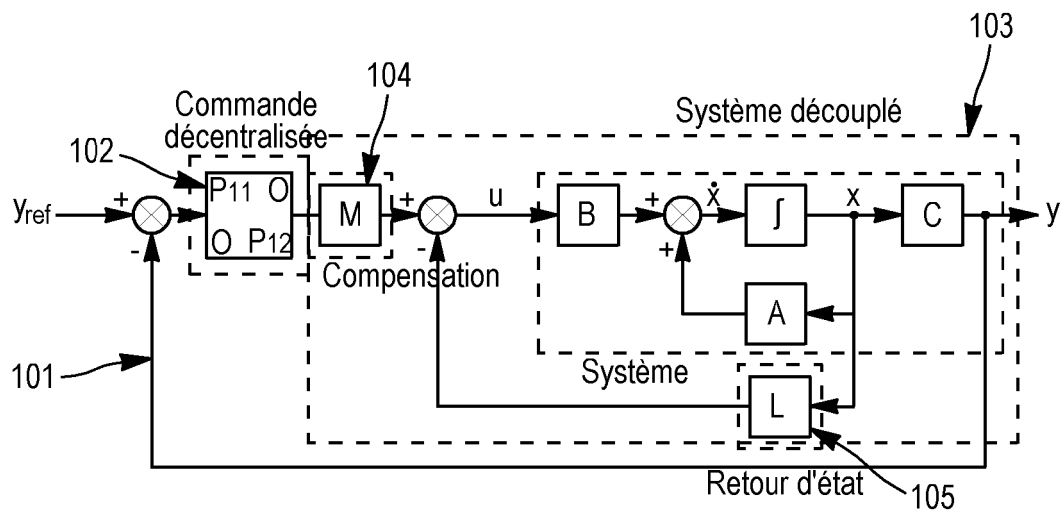 103
104
Commande
décentralisée
Système découplé
102
P11 O
O P12
yref
+
-
M
+
-
u
B
+
+
ẋ
∫
x
C
y
Compensation
A
101
Système
L
Retour d'état
105